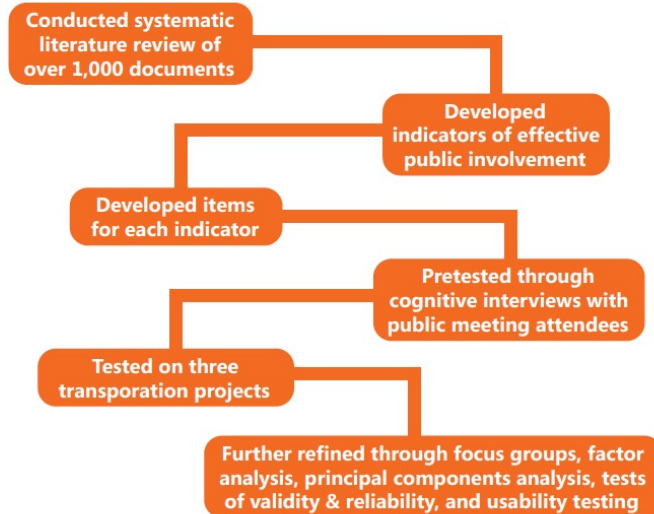 Conducted systematic
literature review of
over 1,000 documents
Developed
indicators of effective
public involvement
Developed items
for each indicator
Pretested through
cognitive interviews with
public meeting attendees
Tested on three
transporation projects
Further refined through focus groups, factor
analysis, principal components analysis, tests
of validity & reliability, and usability testing